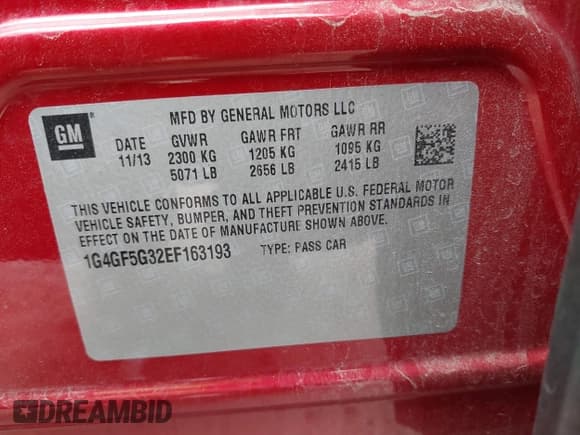 MFD BY GENERAL MOTORS LLC
GM
DATE GVWR GAWR FRT GAWR RR
11/13 2300 KG 1205 KG 1095 KG
5071 LB 2656 LB 2415 LB
THIS VEHICLE CONFORMS TO ALL APPLICABLE U.S. FEDERAL MOTOR
VEHICLE SAFETY, BUMPER, AND THEFT PREVENTION STANDARDS IN
EFFECT ON THE DATE OF MANUFACTURE SHOWN ABOVE.
1G4GF5G32EF163193 TYPE: PASS CAR
DREAMBID